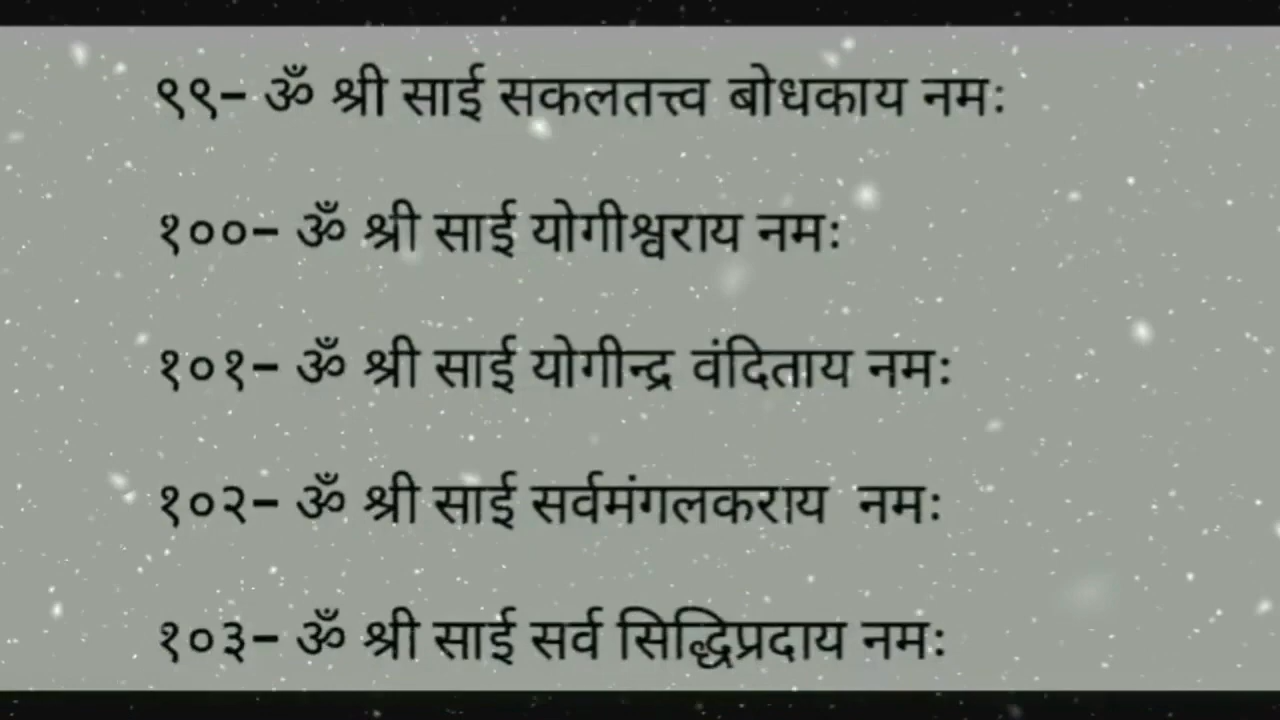 ९९– ॐ श्री साई सकलतत्त्व बोधकाय नमः
१००– ॐ श्री साई योगीश्वराय नमः
१०१– ॐ श्री साई योगीन्द्र वंदिताय नमः
१०२– ॐ श्री साई सर्वमंगलकराय नमः
१०३– ॐ श्री साई सर्व सिद्धिप्रदाय नमः